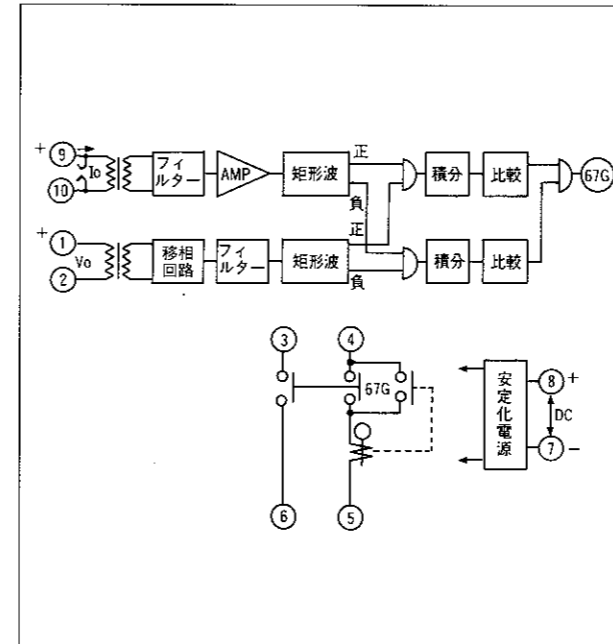 + ⑨
Io
⑩
フィルター
AMP
矩形波
正
負
積分
比較
67G
+ ①
Vo
②
移相回路
フィルター
矩形波
正
負
積分
比較
③
④
67G
⑥
⑤
安定化電源
⑧ +
DC
⑦ −